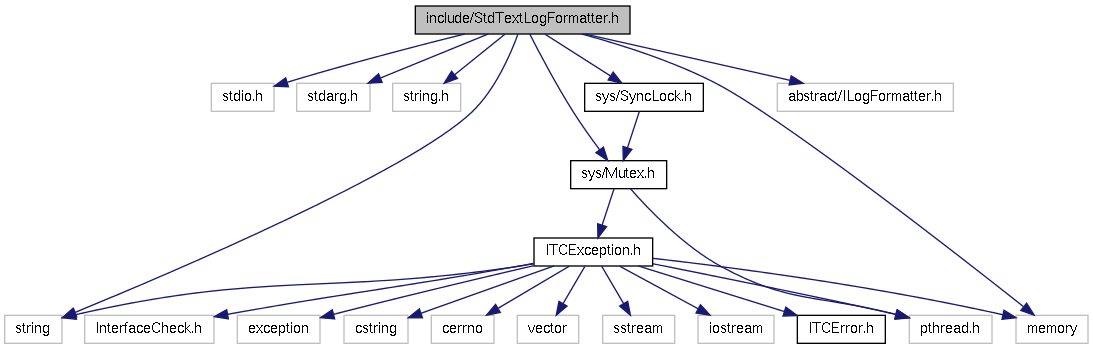 include/StdTextLogFormatter.h
stdio.h
stdarg.h
string.h
sys/SyncLock.h
abstract/ILogFormatter.h
sys/Mutex.h
ITCException.h
string
InterfaceCheck.h
exception
cstring
cerrno
vector
sstream
iostream
ITCError.h
pthread.h
memory